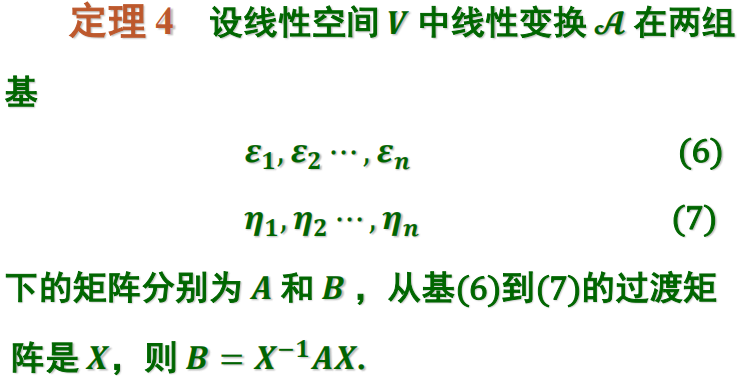 定理 4 设线性空间 V 中线性变换 𝒜 在两组
基
ε₁, ε₂ ⋯, εₙ (6)
η₁, η₂ ⋯, ηₙ (7)
下的矩阵分别为 A 和 B ，从基(6)到(7)的过渡矩
阵是 X，则 B = X⁻¹AX.